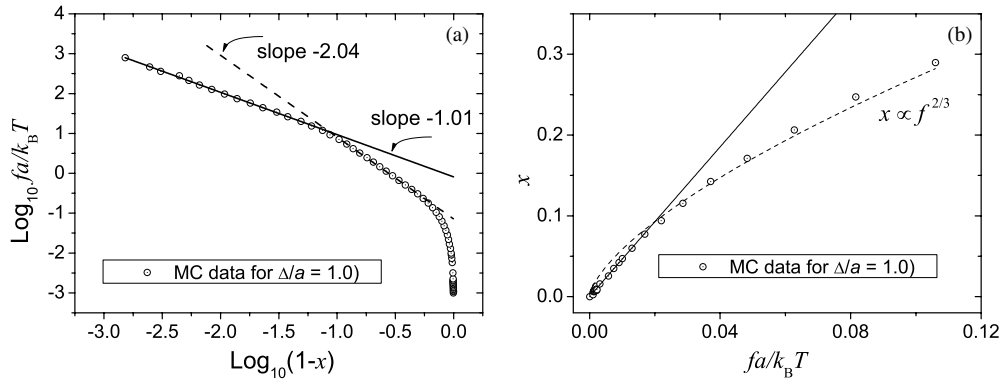 (a)
slope -2.04
slope -1.01
Log₁₀ fa/k_BT
4
3
2
1
0
-1
-2
-3
MC data for Δ/a = 1.0)
-3.0 -2.5 -2.0 -1.5 -1.0 -0.5 0.0
Log₁₀(1-x)
(b)
x ∝ f^2/3
x
0.3
0.2
0.1
0.0
MC data for Δ/a = 1.0)
0.00 0.04 0.08 0.12
fa/k_BT